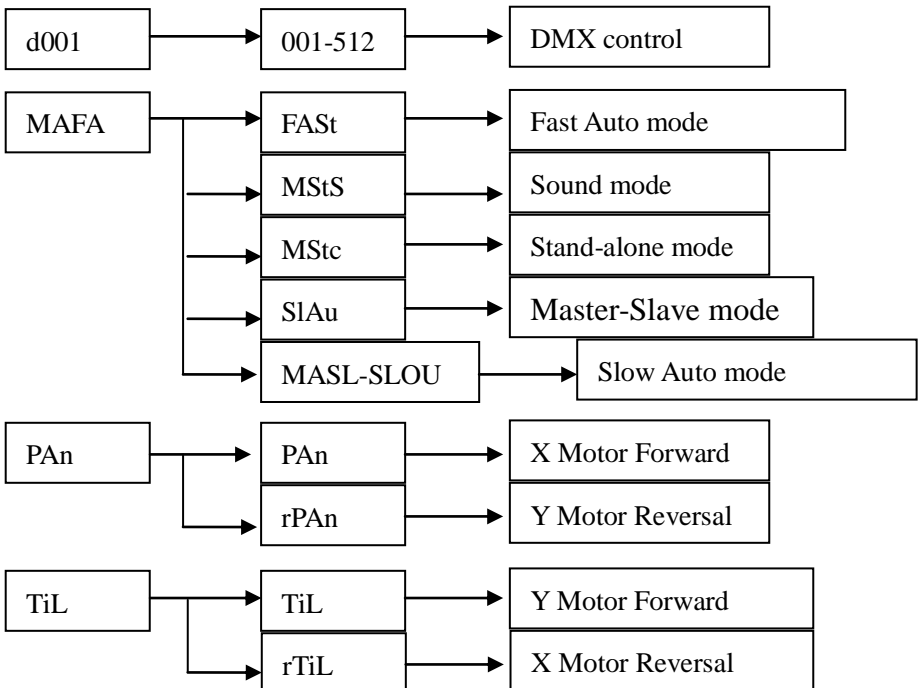 d001 001-512 DMX control
MAFA FASt Fast Auto mode
MStS Sound mode
MStc Stand-alone mode
SlAu Master-Slave mode
MASL-SLOU Slow Auto mode
PAn PAn X Motor Forward
rPAn Y Motor Reversal
TiL TiL Y Motor Forward
rTiL X Motor Reversal